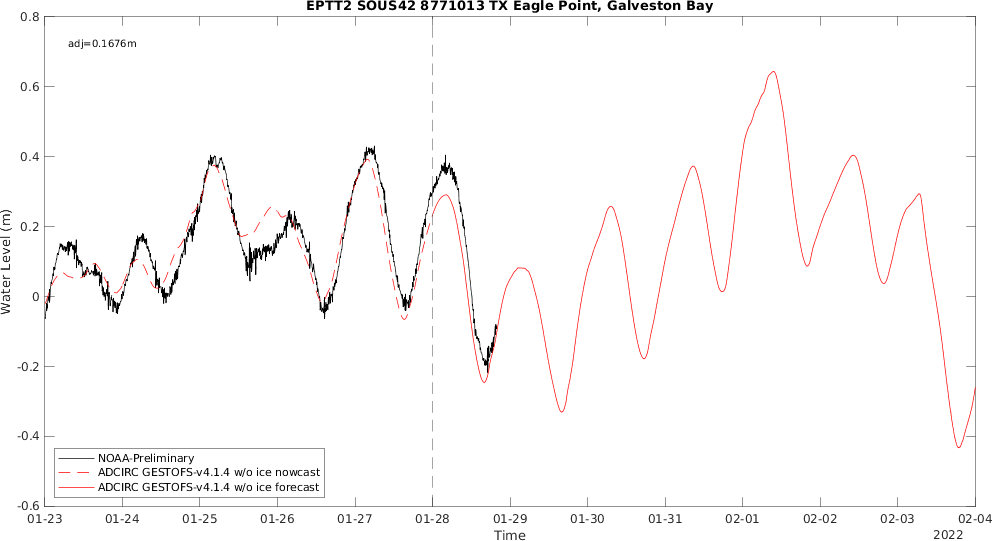 EPTT2 SOUS42 8771013 TX Eagle Point, Galveston Bay
adj=0.1676m
0.8
0.6
0.4
0.2
0
-0.2
-0.4
-0.6
Water Level (m)
NOAA-Preliminary
ADCIRC GESTOFS-v4.1.4 w/o ice nowcast
ADCIRC GESTOFS-v4.1.4 w/o ice forecast
01-23 01-24 01-25 01-26 01-27 01-28 01-29 01-30 01-31 02-01 02-02 02-03 02-04
Time
2022